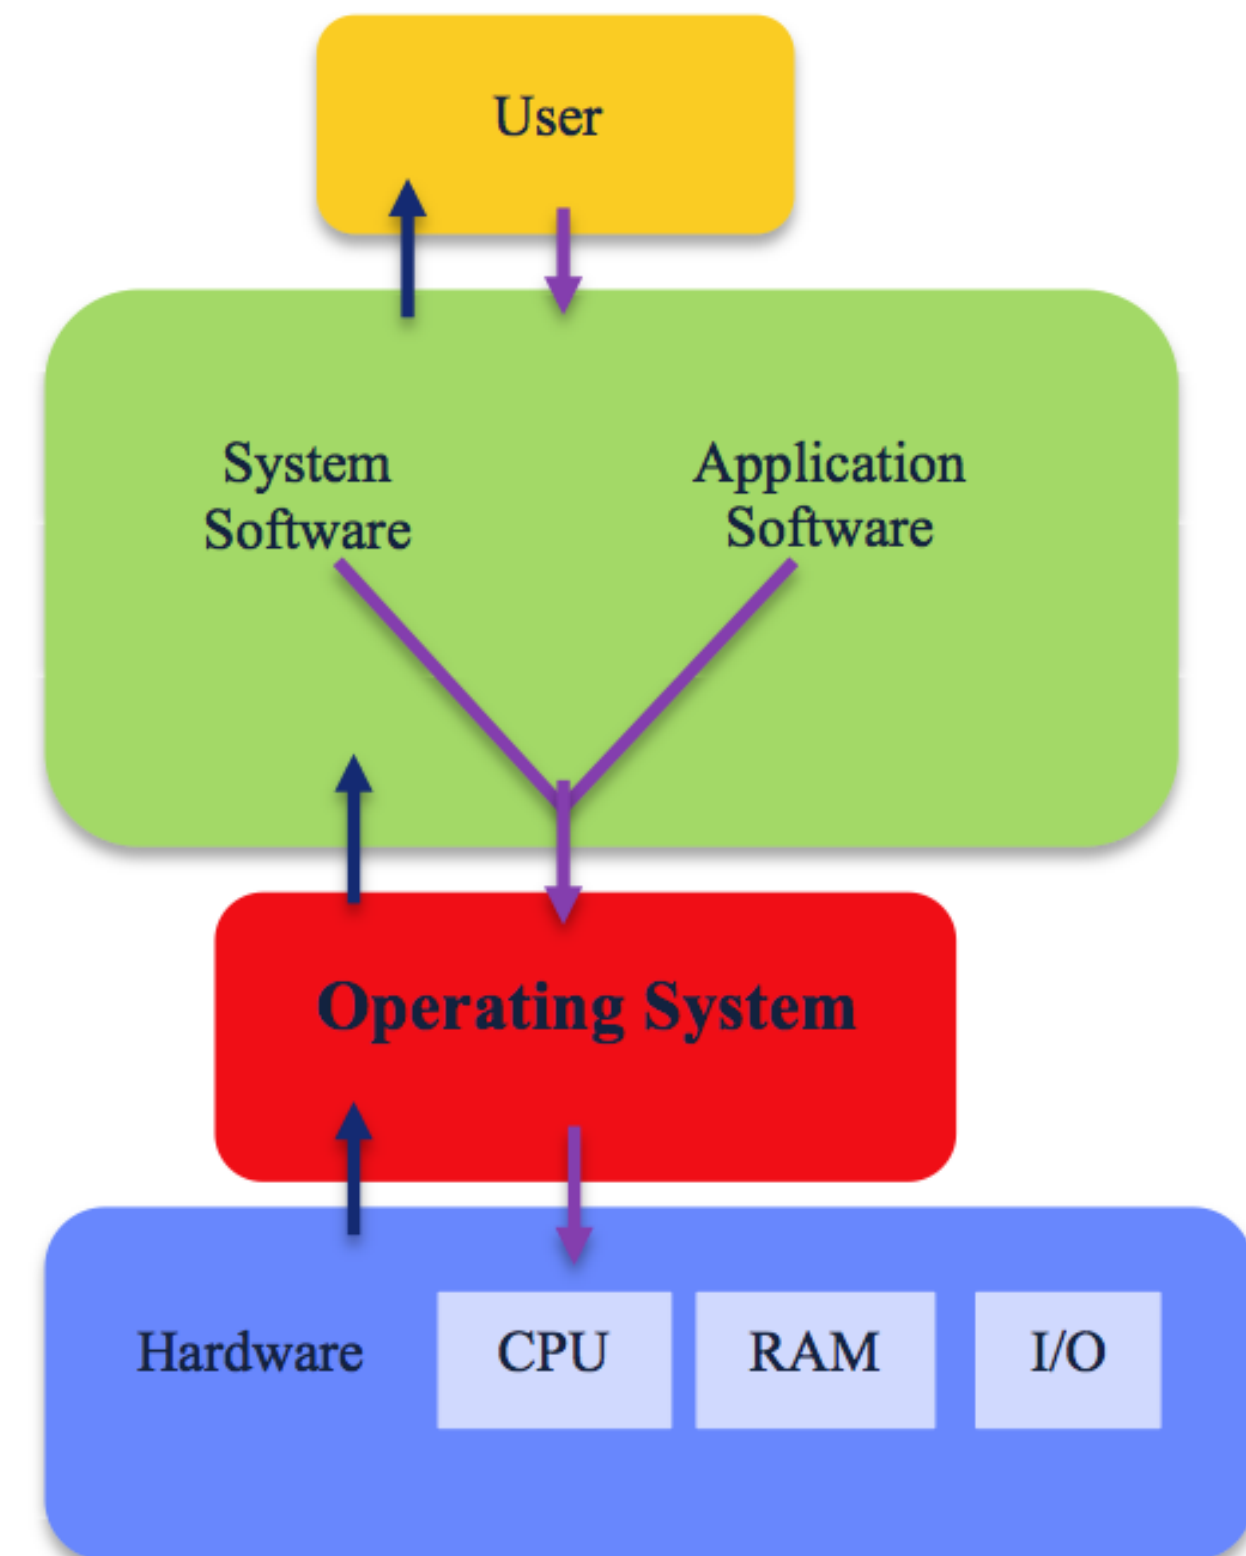 User
System
Software
Application
Software
Operating System
Hardware
CPU
RAM
I/O